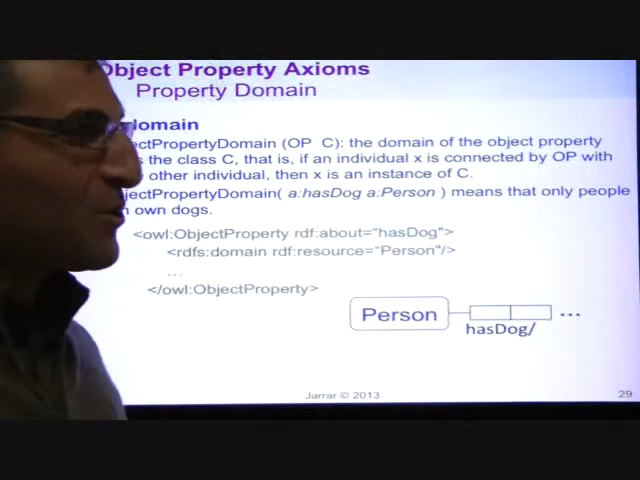 Object Property Axioms
Property Domain
domain
ectPropertyDomain (OP C): the domain of the object property
s the class C, that is, if an individual x is connected by OP with
other individual, then x is an instance of C.
jectPropertyDomain( a:hasDog a:Person ) means that only people
n own dogs.
<owl:ObjectProperty rdf:about="hasDog">
<rdfs:domain rdf:resource="Person"/>
...
</owl:ObjectProperty>
Person
...
hasDog/
Jarrar © 2013
29